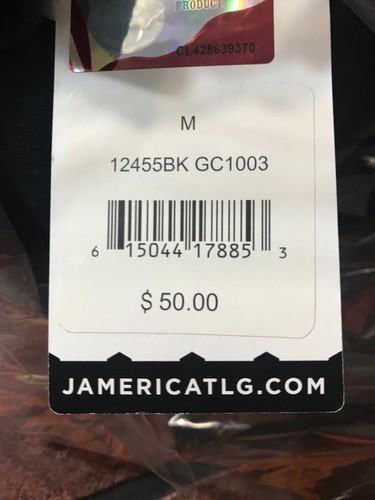 PRODUCT
CL428639370
M
12455BK GC1003
6 15044 17885 3
$ 50.00
JAMERICATLG.COM